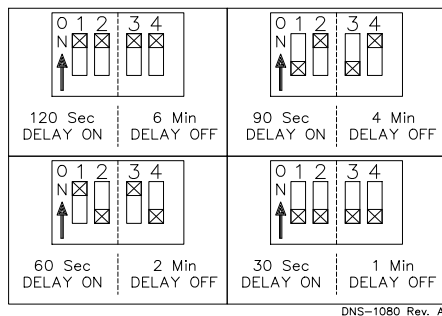 O 1 2 3 4
N
120 Sec 6 Min
DELAY ON DELAY OFF
O 1 2 3 4
N
90 Sec 4 Min
DELAY ON DELAY OFF
O 1 2 3 4
N
60 Sec 2 Min
DELAY ON DELAY OFF
O 1 2 3 4
N
30 Sec 1 Min
DELAY ON DELAY OFF
DNS-1080 Rev. A